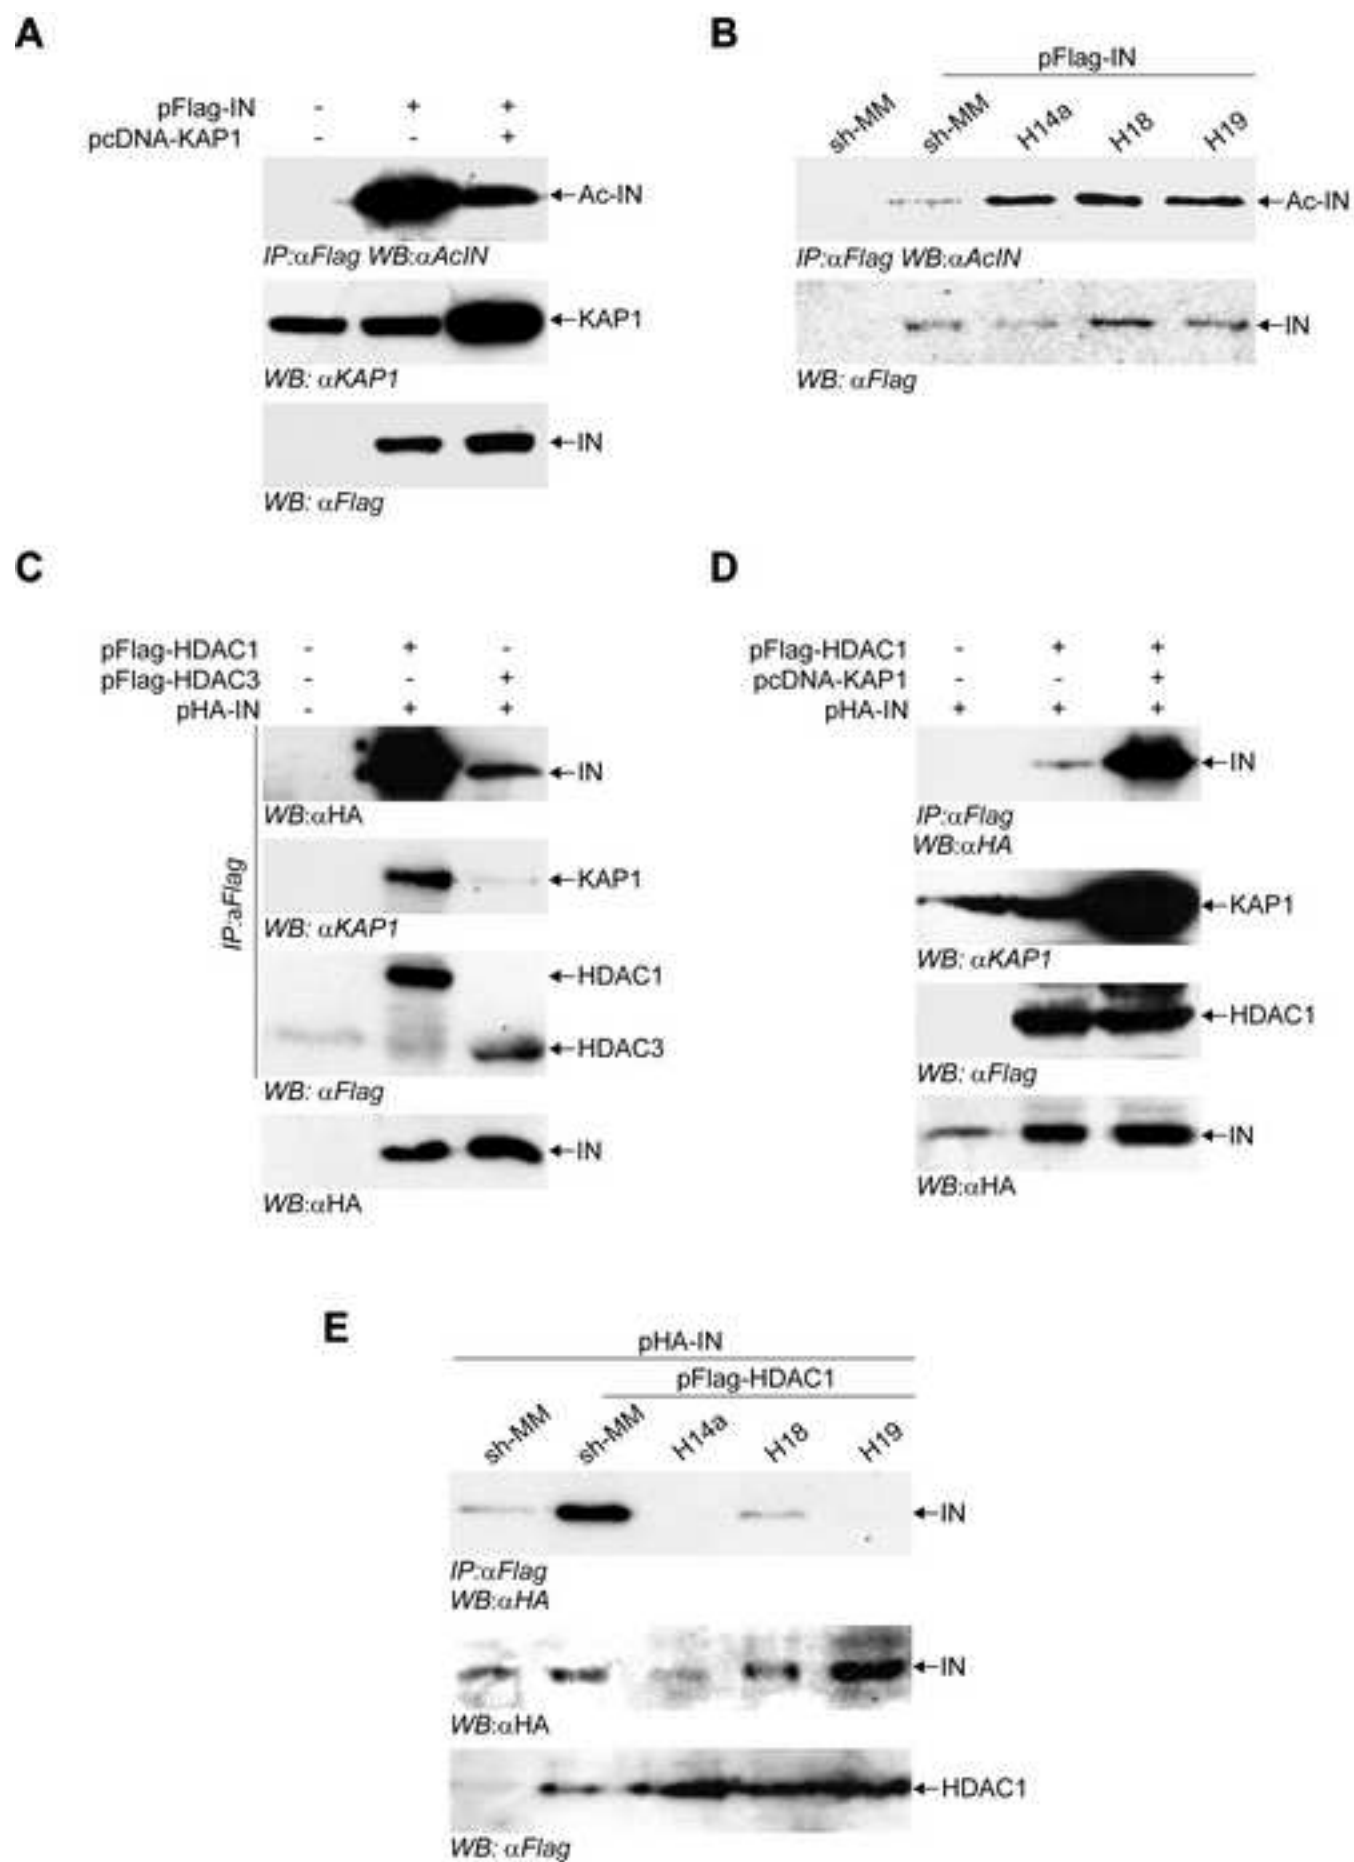 A
pFlag-IN - + +
pcDNA-KAP1 - - +
Ac-IN
IP:αFlag WB:αAcIN
KAP1
WB: αKAP1
IN
WB: αFlag
B
pFlag-IN
sh-MM sh-MM H14a H18 H19
Ac-IN
IP:αFlag WB:αAcIN
IN
WB: αFlag
C
pFlag-HDAC1 - + -
pFlag-HDAC3 - - +
pHA-IN - + +
IP:aFlag
IN
WB:αHA
KAP1
WB: αKAP1
HDAC1
HDAC3
WB: αFlag
IN
WB:αHA
D
pFlag-HDAC1 - + +
pcDNA-KAP1 - - +
pHA-IN + + +
IN
IP:αFlag
WB:αHA
KAP1
WB: αKAP1
HDAC1
WB: αFlag
IN
WB:αHA
E
pHA-IN
pFlag-HDAC1
sh-MM sh-MM H14a H18 H19
IN
IP:αFlag
WB:αHA
IN
WB:αHA
HDAC1
WB: αFlag